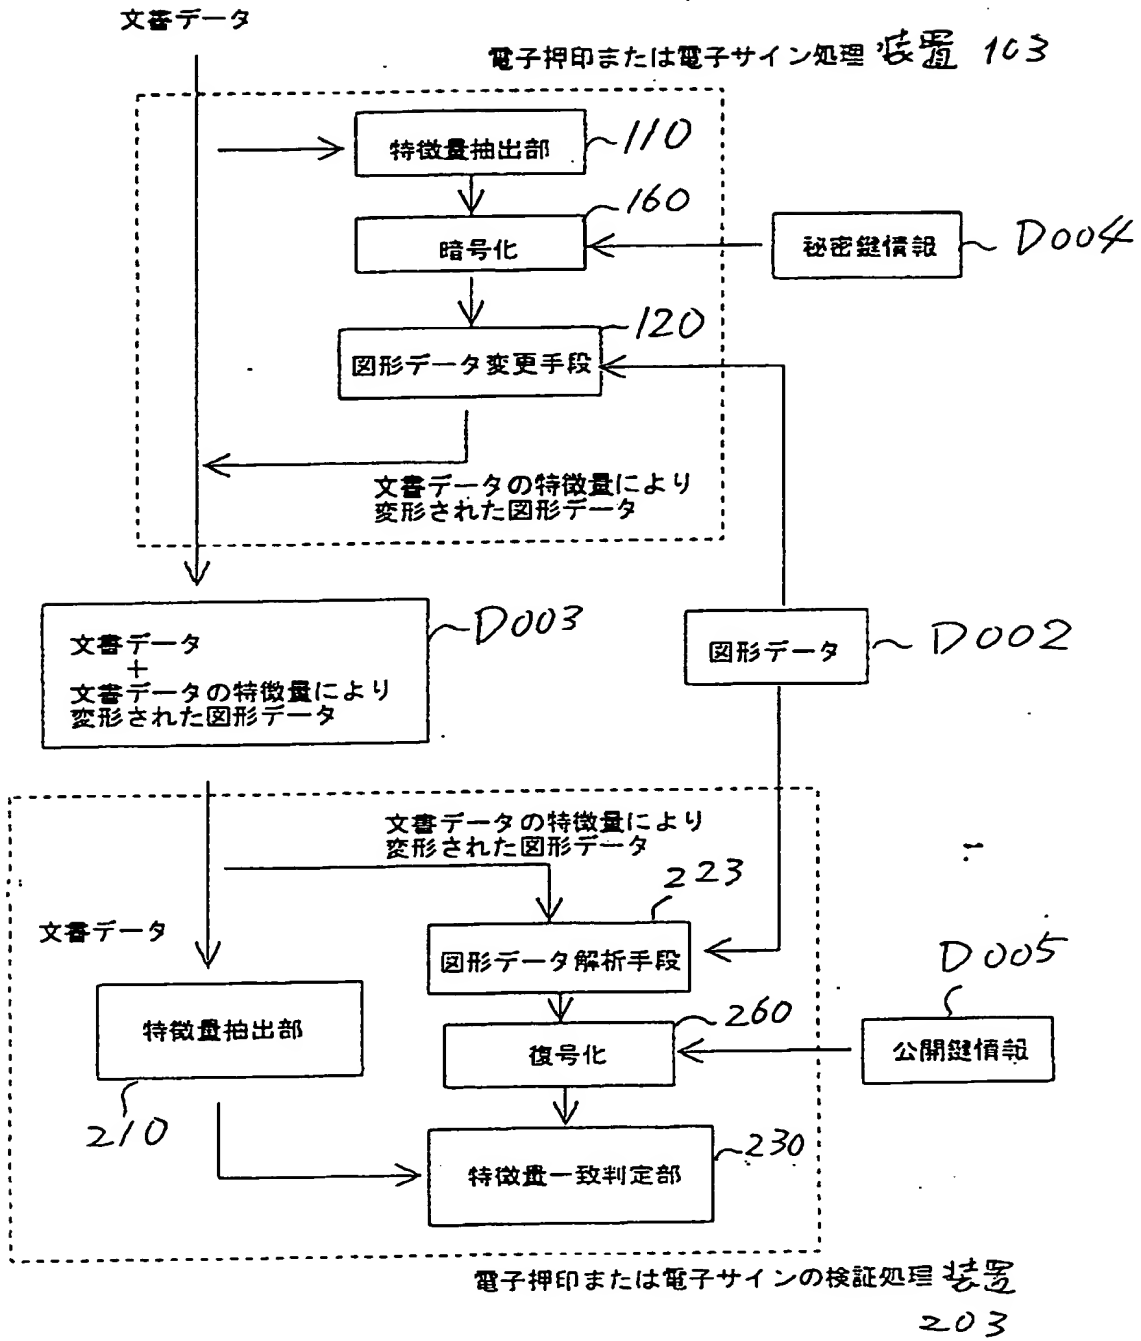 文書データ
電子押印または電子サイン処理装置 103
特徴量抽出部
110
160
暗号化
秘密鍵情報
D004
120
図形データ変更手段
文書データの特徴量により
変形された図形データ
文書データ
+
文書データの特徴量により
変形された図形データ
D003
図形データ
D002
文書データの特徴量により
変形された図形データ
223
文書データ
図形データ解析手段
D005
特徴量抽出部
260
復号化
公開鍵情報
210
230
特徴量一致判定部
電子押印または電子サインの検証処理装置
203